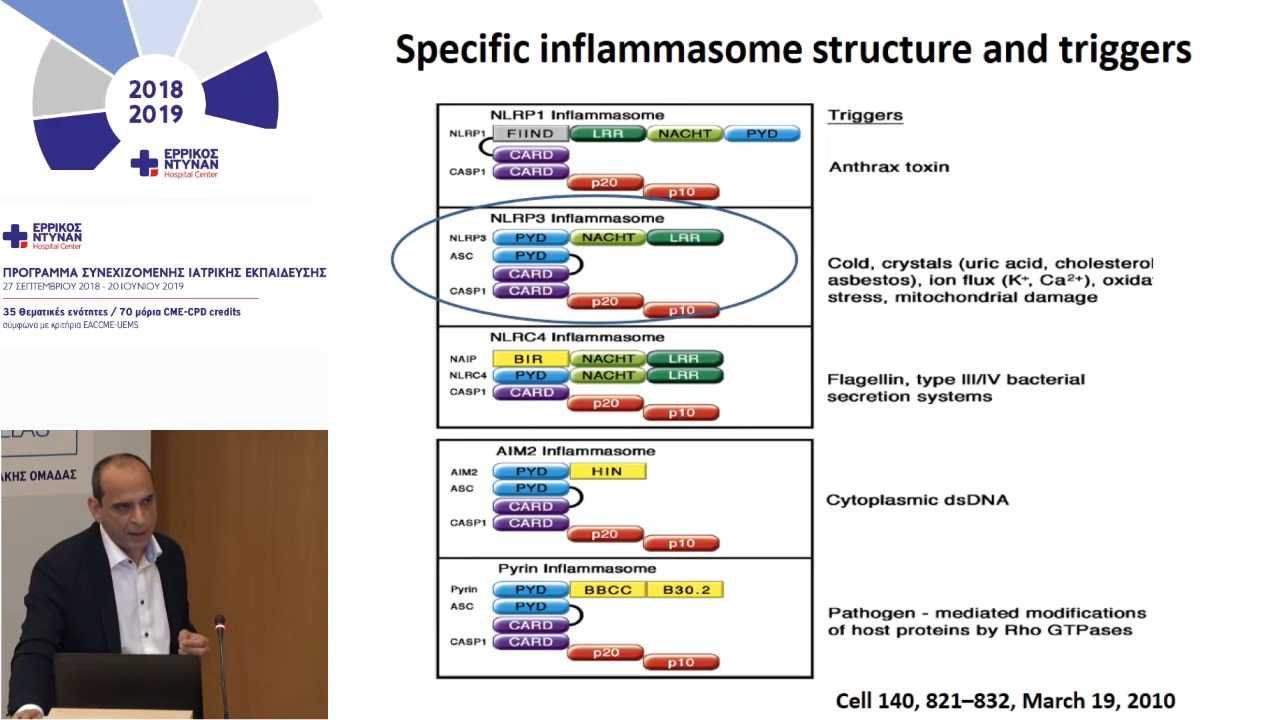 2018
2019
ΕΡΡΙΚΟΣ
ΝΤΥΝΑΝ
Hospital Center
ΕΡΡΙΚΟΣ
ΝΤΥΝΑΝ
Hospital Center
ΠΡΟΓΡΑΜΜΑ ΣΥΝΕΧΙΖΟΜΕΝΗΣ ΙΑΤΡΙΚΗΣ ΕΚΠΑΙΔΕΥΣΗΣ
27 ΣΕΠΤΕΜΒΡΙΟΥ 2018 - 20 ΙΟΥΝΙΟΥ 2019
35 Θεματικές ενότητες / 70 μόρια CME-CPD credits
σύμφωνα με κριτήρια EACCME-UEMS
ΑΚΗΣ ΟΜΑΔΑΣ
Specific inflammasome structure and triggers
NLRP1 Inflammasome
NLRP1 FIIND LRR NACHT PYD
CARD
CASP1 CARD
p20
p10
Triggers
Anthrax toxin
NLRP3 Inflammasome
NLRP3 PYD NACHT LRR
ASC PYD
CARD
CASP1 CARD
p20
p10
Cold, crystals (uric acid, cholesterol
asbestos), ion flux (K⁺, Ca²⁺), oxida
stress, mitochondrial damage
NLRC4 Inflammasome
NAIP BIR NACHT LRR
NLRC4 PYD NACHT LRR
CASP1 CARD
p20
p10
Flagellin, type III/IV bacterial
secretion systems
AIM2 Inflammasome
AIM2 PYD HIN
ASC PYD
CARD
CASP1 CARD
p20
p10
Cytoplasmic dsDNA
Pyrin Inflammasome
Pyrin PYD BBCC B30.2
ASC PYD
CARD
CASP1 CARD
p20
p10
Pathogen - mediated modifications
of host proteins by Rho GTPases
Cell 140, 821–832, March 19, 2010